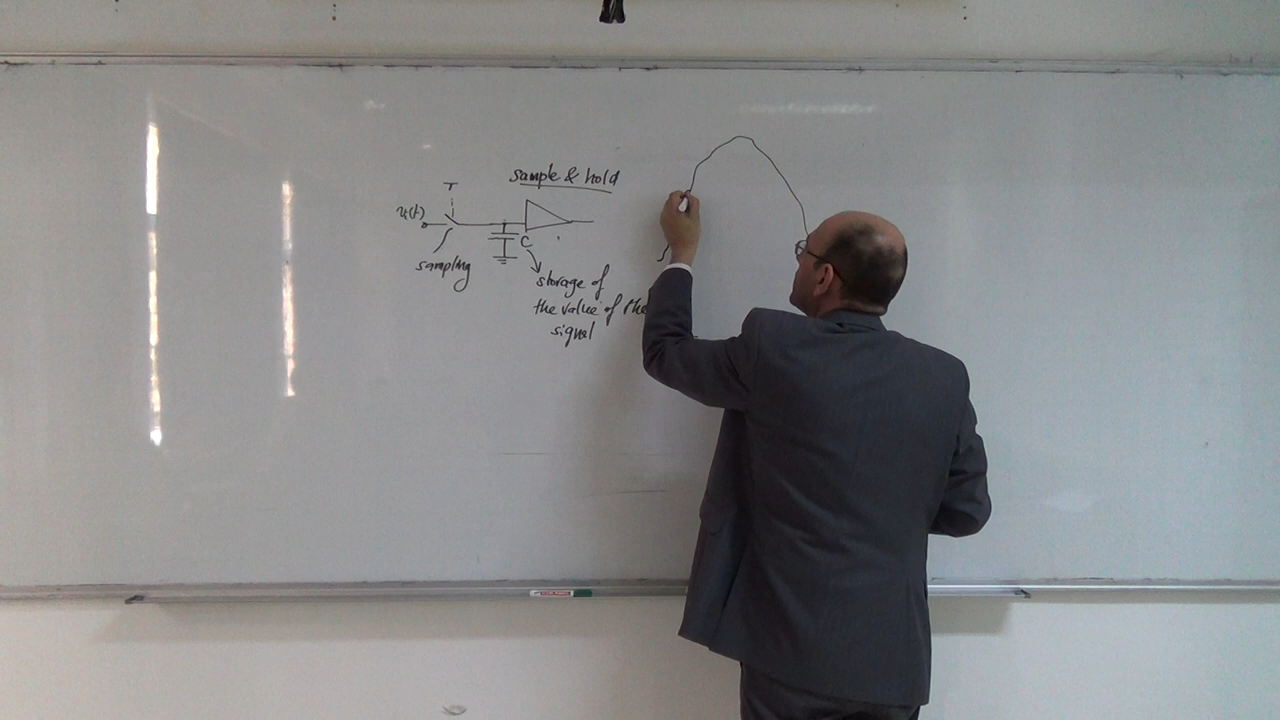 sample & hold
T
u(t)
C
sampling
storage of
the value of the
signal